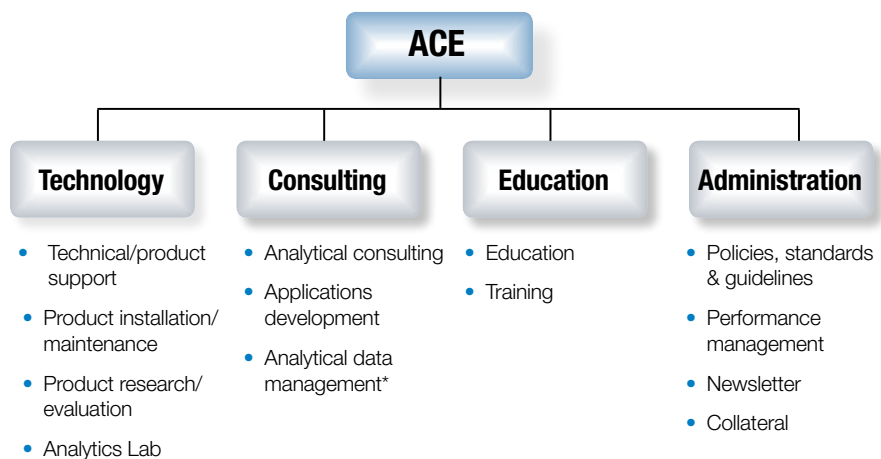 ACE
Technology
• Technical/product
support
• Product installation/
maintenance
• Product research/
evaluation
• Analytics Lab
Consulting
• Analytical consulting
• Applications
development
• Analytical data
management*
Education
• Education
• Training
Administration
• Policies, standards
& guidelines
• Performance
management
• Newsletter
• Collateral